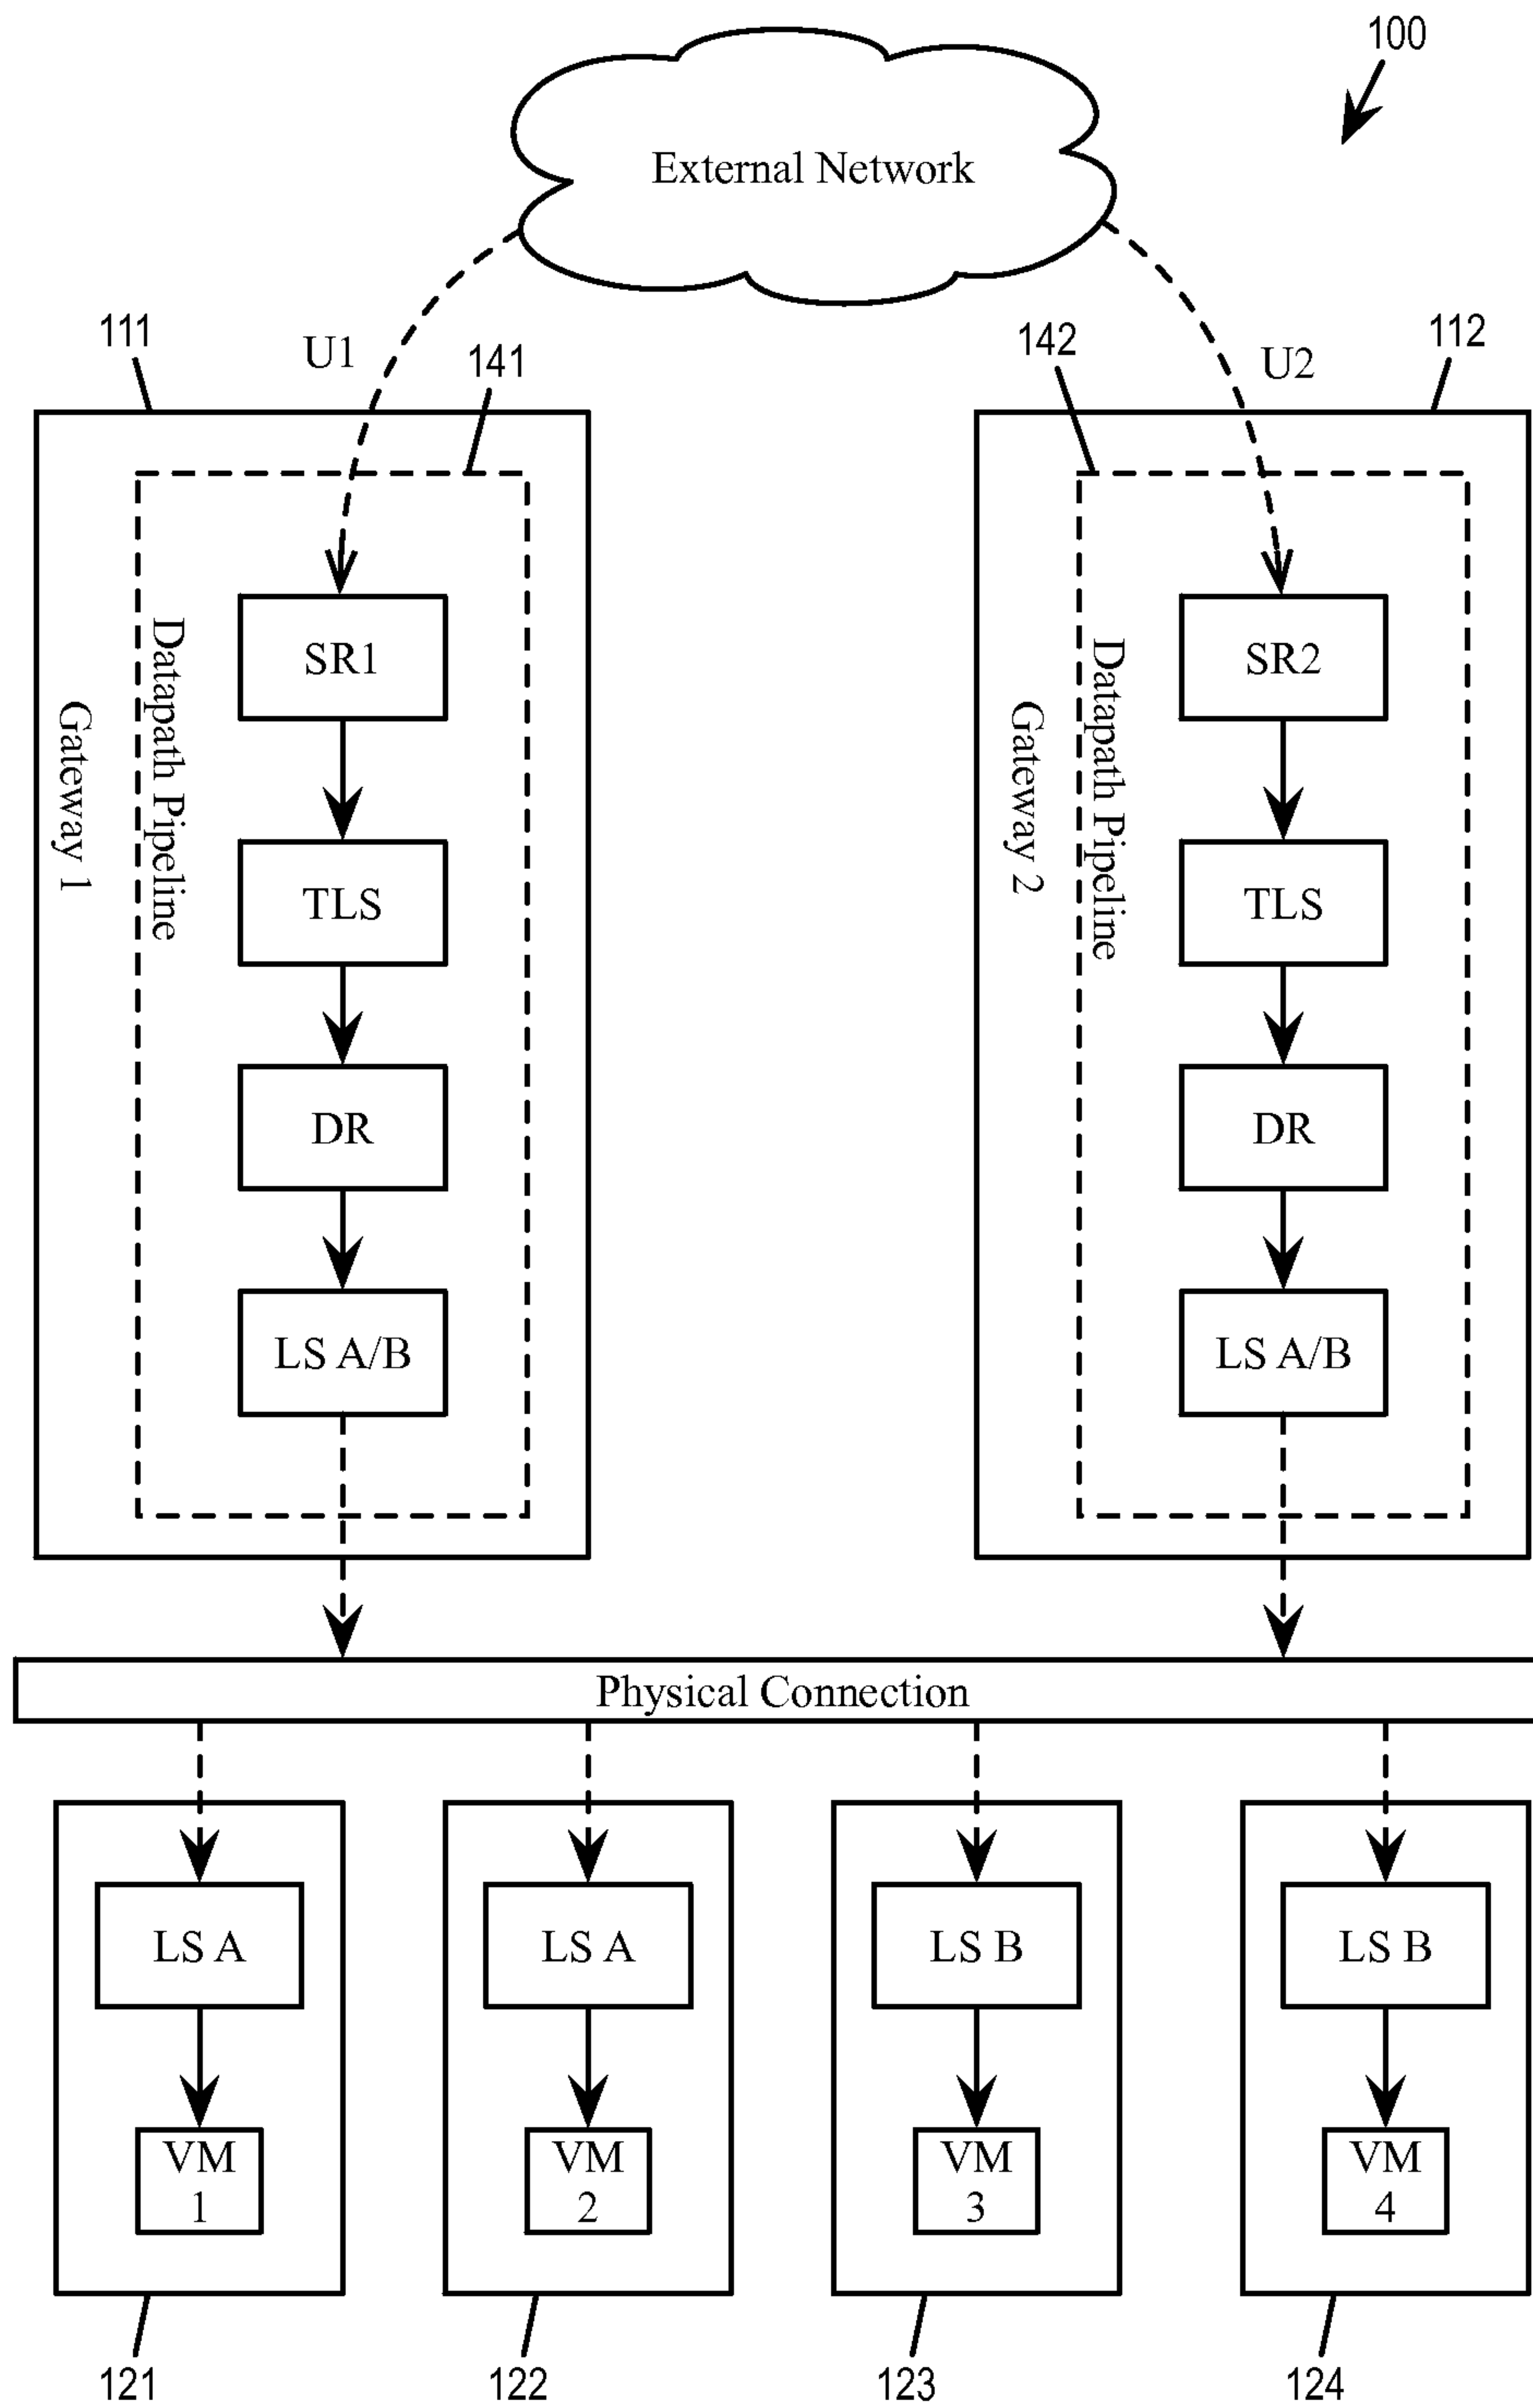 100
External Network
111
U1
141
142
U2
112
Gateway 1
Datapath Pipeline
SR1
TLS
DR
LS A/B
Gateway 2
Datapath Pipeline
SR2
TLS
DR
LS A/B
Physical Connection
LS A
LS A
LS B
LS B
VM
1
VM
2
VM
3
VM
4
121
122
123
124